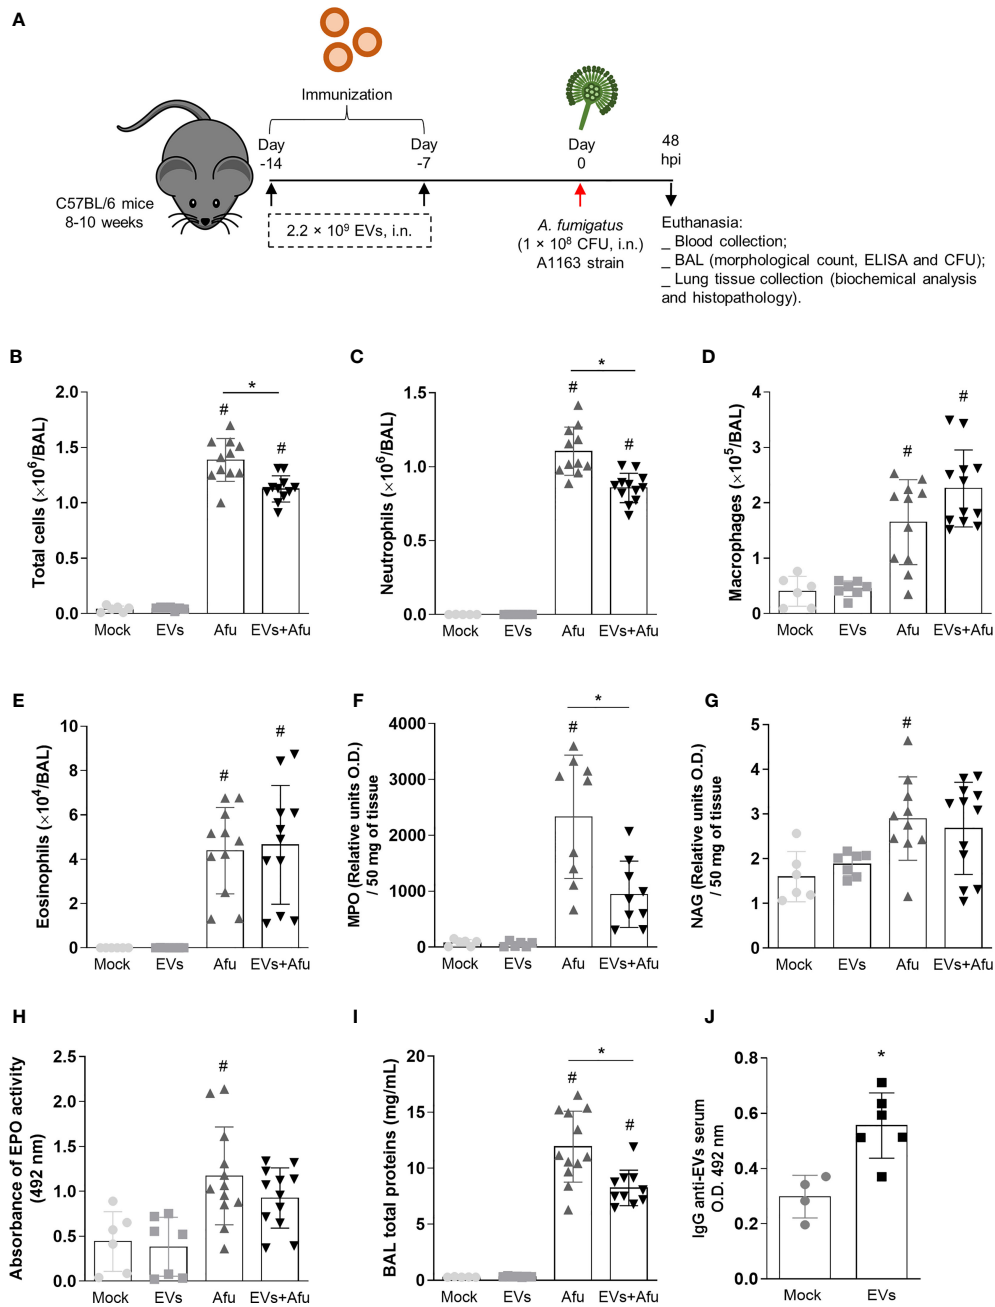 A
Immunization
Day
-14
Day
-7
Day
0
48
hpi
C57BL/6 mice
8-10 weeks
2.2 × 10⁹ EVs, i.n.
A. fumigatus
(1 × 10⁸ CFU, i.n.)
A1163 strain
Euthanasia:
_ Blood collection;
_ BAL (morphological count, ELISA and CFU);
_ Lung tissue collection (biochemical analysis
and histopathology).
B
Total cells (×10⁶/BAL)
2.0
1.5
1.0
0.5
0.0
#
*
#
Mock EVs Afu EVs+Afu
C
Neutrophils (×10⁶/BAL)
1.5
1.0
0.5
0.0
#
*
#
Mock EVs Afu EVs+Afu
D
Macrophages (×10⁵/BAL)
4
3
2
1
0
#
#
Mock EVs Afu EVs+Afu
E
Eosinophils (×10⁴/BAL)
10
8
6
4
2
0
#
#
Mock EVs Afu EVs+Afu
F
MPO (Relative units O.D.)
/ 50 mg of tissue
4000
3000
2000
1000
0
#
*
Mock EVs Afu EVs+Afu
G
NAG (Relative units O.D.)
/ 50 mg of tissue
5
4
3
2
1
0
#
Mock EVs Afu EVs+Afu
H
Absorbance of EPO activity
(492 nm)
2.5
2.0
1.5
1.0
0.5
0.0
#
Mock EVs Afu EVs+Afu
I
BAL total proteins (mg/mL)
20
15
10
5
0
#
*
#
Mock EVs Afu EVs+Afu
J
IgG anti-EVs serum
O.D. 492 nm
0.8
0.6
0.4
0.2
0.0
*
Mock EVs